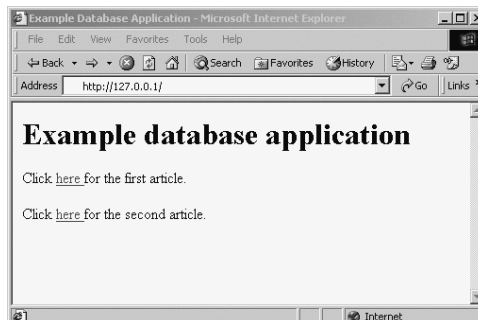 Example Database Application - Microsoft Internet Explorer
File Edit View Favorites Tools Help
Back Search Favorites History
Address http://127.0.0.1/ Go Links
Example database application
Click here for the first article.
Click here for the second article.
Internet